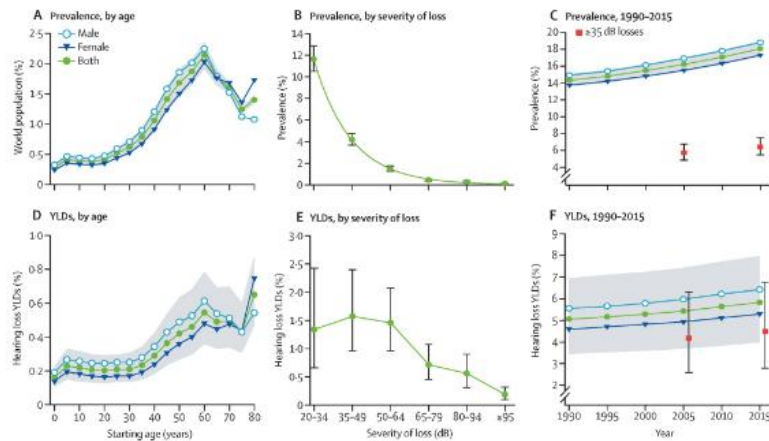 A Prevalence, by age
Male
Female
Both
World population (%)
2·5
2·0
1·5
1·0
0·5
0
B Prevalence, by severity of loss
Prevalence (%)
14
12
10
8
6
4
2
0
C Prevalence, 1990–2015
≥35 dB losses
Prevalence (%)
20
18
16
14
12
10
8
6
4
D YLDs, by age
Hearing loss YLDs (%)
1·0
0·8
0·6
0·4
0·2
0
0 10 20 30 40 50 60 70 80
Starting age (years)
E YLDs, by severity of loss
Hearing loss YLDs (%)
3·0
2·5
2·0
1·5
1·0
0·5
0
20–34 35–49 50–64 65–79 80–94 ≥95
Severity of loss (dB)
F YLDs, 1990–2015
Hearing loss YLDs (%)
9
8
7
6
5
4
3
2
1990 1995 2000 2005 2010 2015
Year